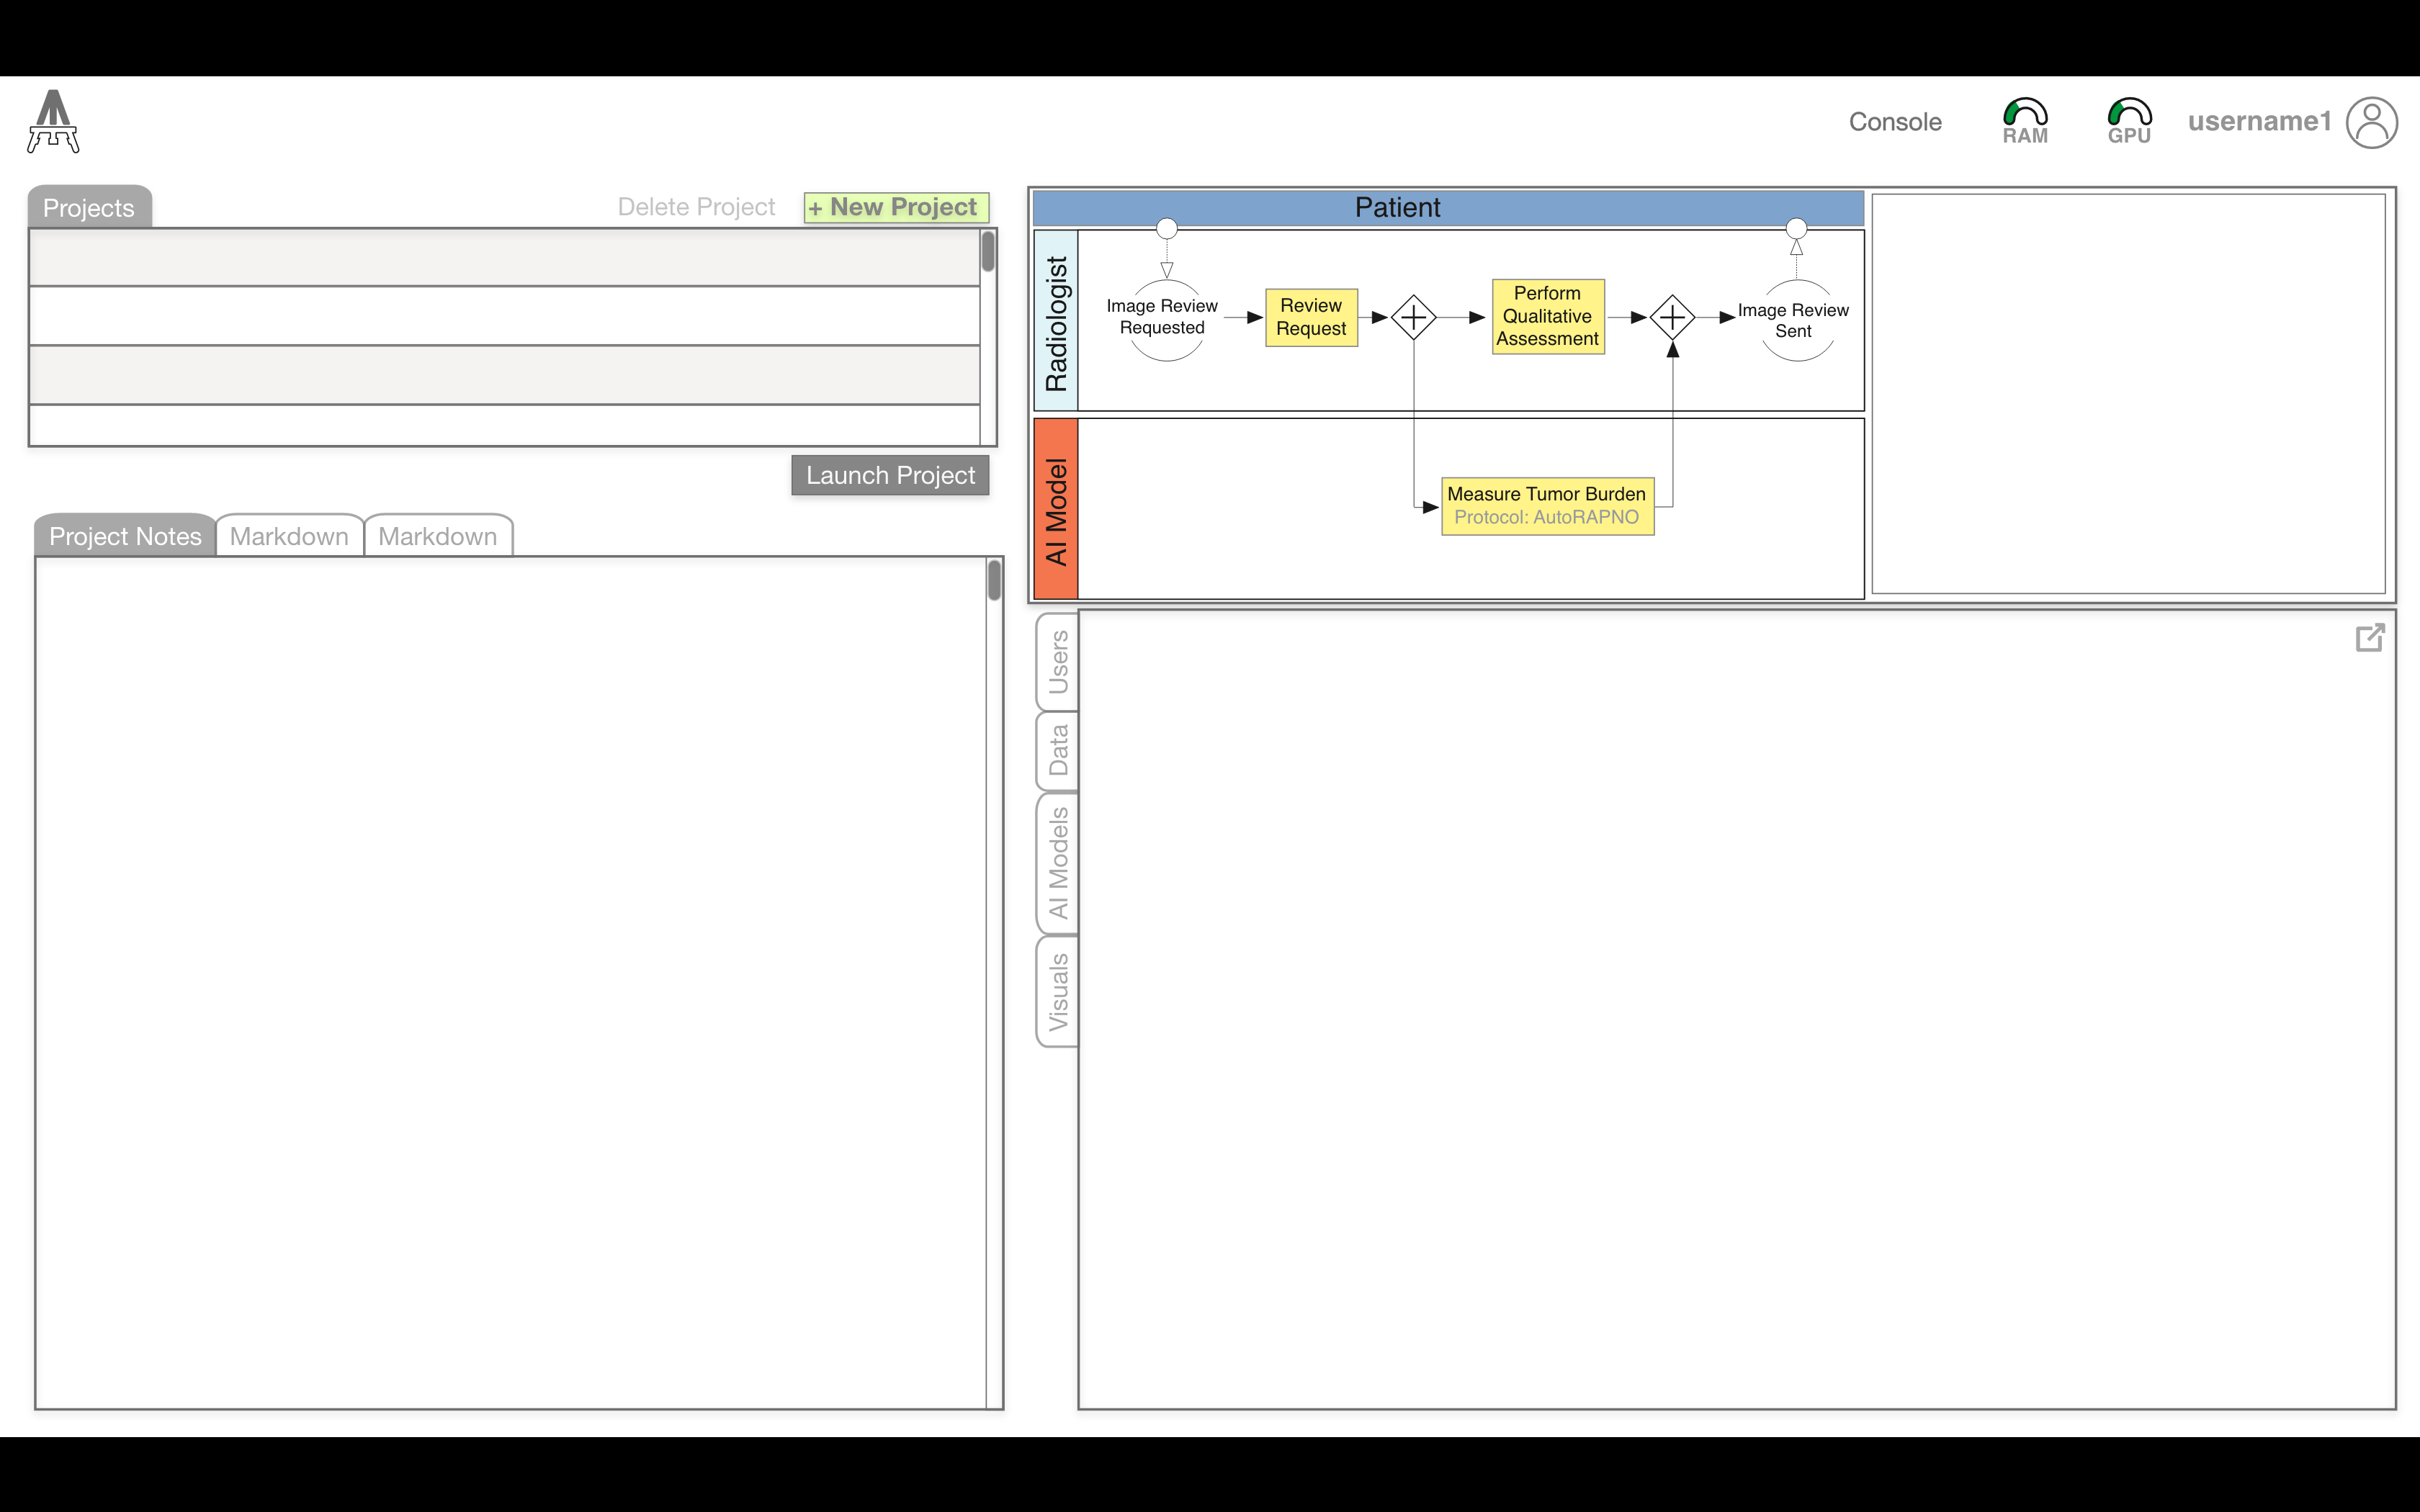 Console
RAM
GPU
username1
Projects
Delete Project
+ New Project
Launch Project
Project Notes
Markdown
Markdown
Patient
Radiologist
Image Review
Requested
Review
Request
Perform
Qualitative
Assessment
Image Review
Sent
AI Model
Measure Tumor Burden
Protocol: AutoRAPNO
Users
Data
AI Models
Visuals